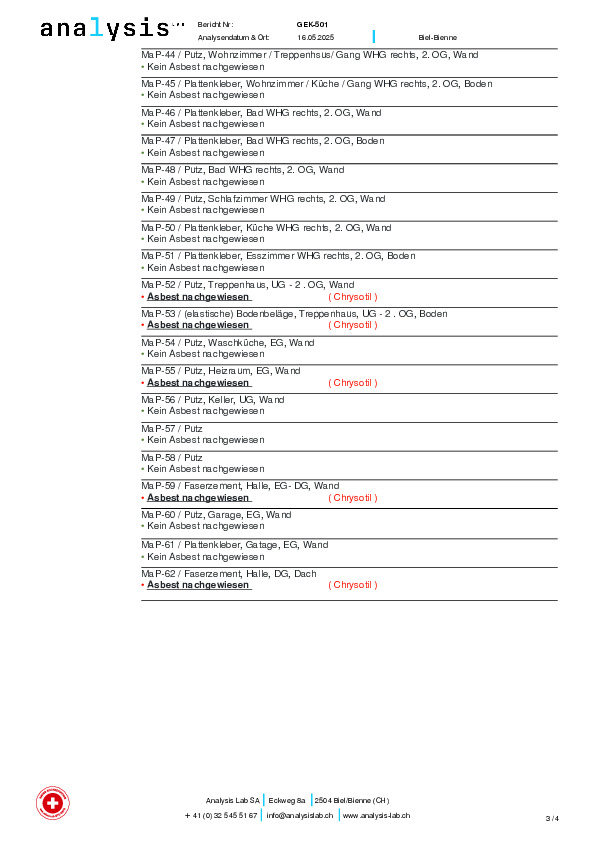 analysis
Bericht Nr: GEK-501
Analysendatum & Ort: 16.05.2025 Biel-Bienne
MaP-44 / Putz, Wohnzimmer / Treppenhsüs/ Gang WHG rechts, 2. OG, Wand
• Kein Asbest nachgewiesen
MaP-45 / Plattenkleber, Wohnzimmer / Küche / Gang WHG rechts, 2. OG, Boden
• Kein Asbest nachgewiesen
MaP-46 / Plattenkleber, Bad WHG rechts, 2. OG, Wand
• Kein Asbest nachgewiesen
MaP-47 / Plattenkleber, Bad WHG rechts, 2. OG, Boden
• Kein Asbest nachgewiesen
MaP-48 / Putz, Bad WHG rechts, 2. OG, Wand
• Kein Asbest nachgewiesen
MaP-49 / Putz, Schlafzimmer WHG rechts, 2. OG, Wand
• Kein Asbest nachgewiesen
MaP-50 / Plattenkleber, Küche WHG rechts, 2. OG, Wand
• Kein Asbest nachgewiesen
MaP-51 / Plattenkleber, Esszimmer WHG rechts, 2. OG, Boden
• Kein Asbest nachgewiesen
MaP-52 / Putz, Treppenhaus, UG - 2 . OG, Wand
• Asbest nachgewiesen ( Chrysotil )
MaP-53 / (elastische) Bodenbeläge, Treppenhaus, UG - 2 . OG, Boden
• Asbest nachgewiesen ( Chrysotil )
MaP-54 / Putz, Waschküche, EG, Wand
• Kein Asbest nachgewiesen
MaP-55 / Putz, Heizraum, EG, Wand
• Asbest nachgewiesen ( Chrysotil )
MaP-56 / Putz, Keller, UG, Wand
• Kein Asbest nachgewiesen
MaP-57 / Putz
• Kein Asbest nachgewiesen
MaP-58 / Putz
• Kein Asbest nachgewiesen
MaP-59 / Faserzement, Halle, EG- DG, Wand
• Asbest nachgewiesen ( Chrysotil )
MaP-60 / Putz, Garage, EG, Wand
• Kein Asbest nachgewiesen
MaP-61 / Plattenkleber, Gatage, EG, Wand
• Kein Asbest nachgewiesen
MaP-62 / Faserzement, Halle, DG, Dach
• Asbest nachgewiesen ( Chrysotil )
Analysis Lab SA | Eckweg 8a | 2504 Biel/Bienne (CH)
+ 41 (0) 32 545 51 67 | info@analysislab.ch | www.analysis-lab.ch
3 / 4